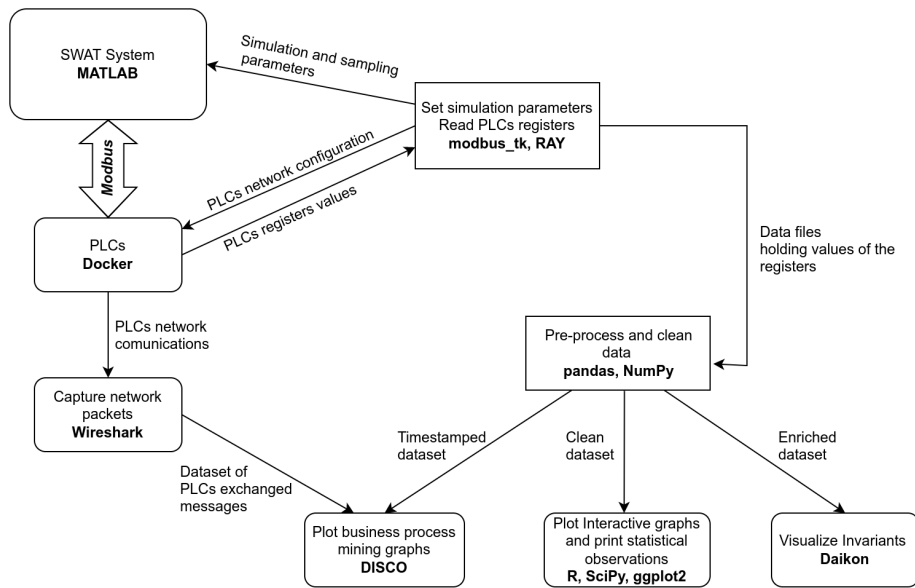 SWAT System
MATLAB
Simulation and sampling
parameters
Set simulation parameters
Read PLCs registers
modbus_tk, RAY
Modbus
PLCs network configuration
PLCs registers values
PLCs
Docker
Data files
holding values of the
registers
PLCs network
comunications
Pre-process and clean
data
pandas, NumPy
Capture network
packets
Wireshark
Timestamped
dataset
Clean
dataset
Enriched
dataset
Dataset of
PLCs exchanged
messages
Plot business process
mining graphs
DISCO
Plot Interactive graphs
and print statistical
observations
R, SciPy, ggplot2
Visualize Invariants
Daikon